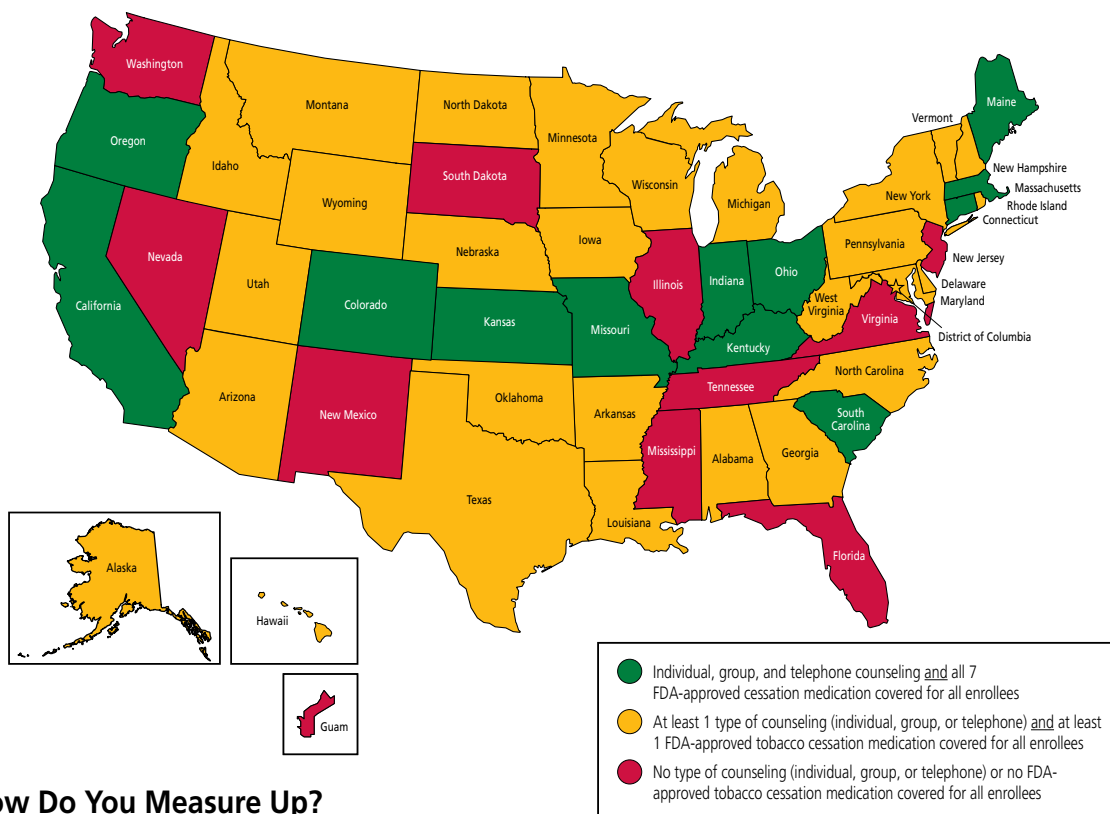 Washington
Oregon
California
Nevada
Idaho
Montana
Wyoming
Utah
Arizona
Colorado
New Mexico
North Dakota
South Dakota
Nebraska
Kansas
Oklahoma
Texas
Minnesota
Iowa
Missouri
Arkansas
Louisiana
Wisconsin
Illinois
Michigan
Indiana
Ohio
Kentucky
Tennessee
Mississippi
Alabama
Georgia
Florida
South
Carolina
North Carolina
Virginia
West
Virginia
Pennsylvania
New York
Vermont
Maine
New Hampshire
Massachusetts
Rhode Island
Connecticut
New Jersey
Delaware
Maryland
District of Columbia
Alaska
Hawaii
Guam
Individual, group, and telephone counseling and all 7
FDA-approved cessation medication covered for all enrollees
At least 1 type of counseling (individual, group, or telephone) and at least
1 FDA-approved tobacco cessation medication covered for all enrollees
No type of counseling (individual, group, or telephone) or no FDA-
approved tobacco cessation medication covered for all enrollees
ow Do You Measure Up?